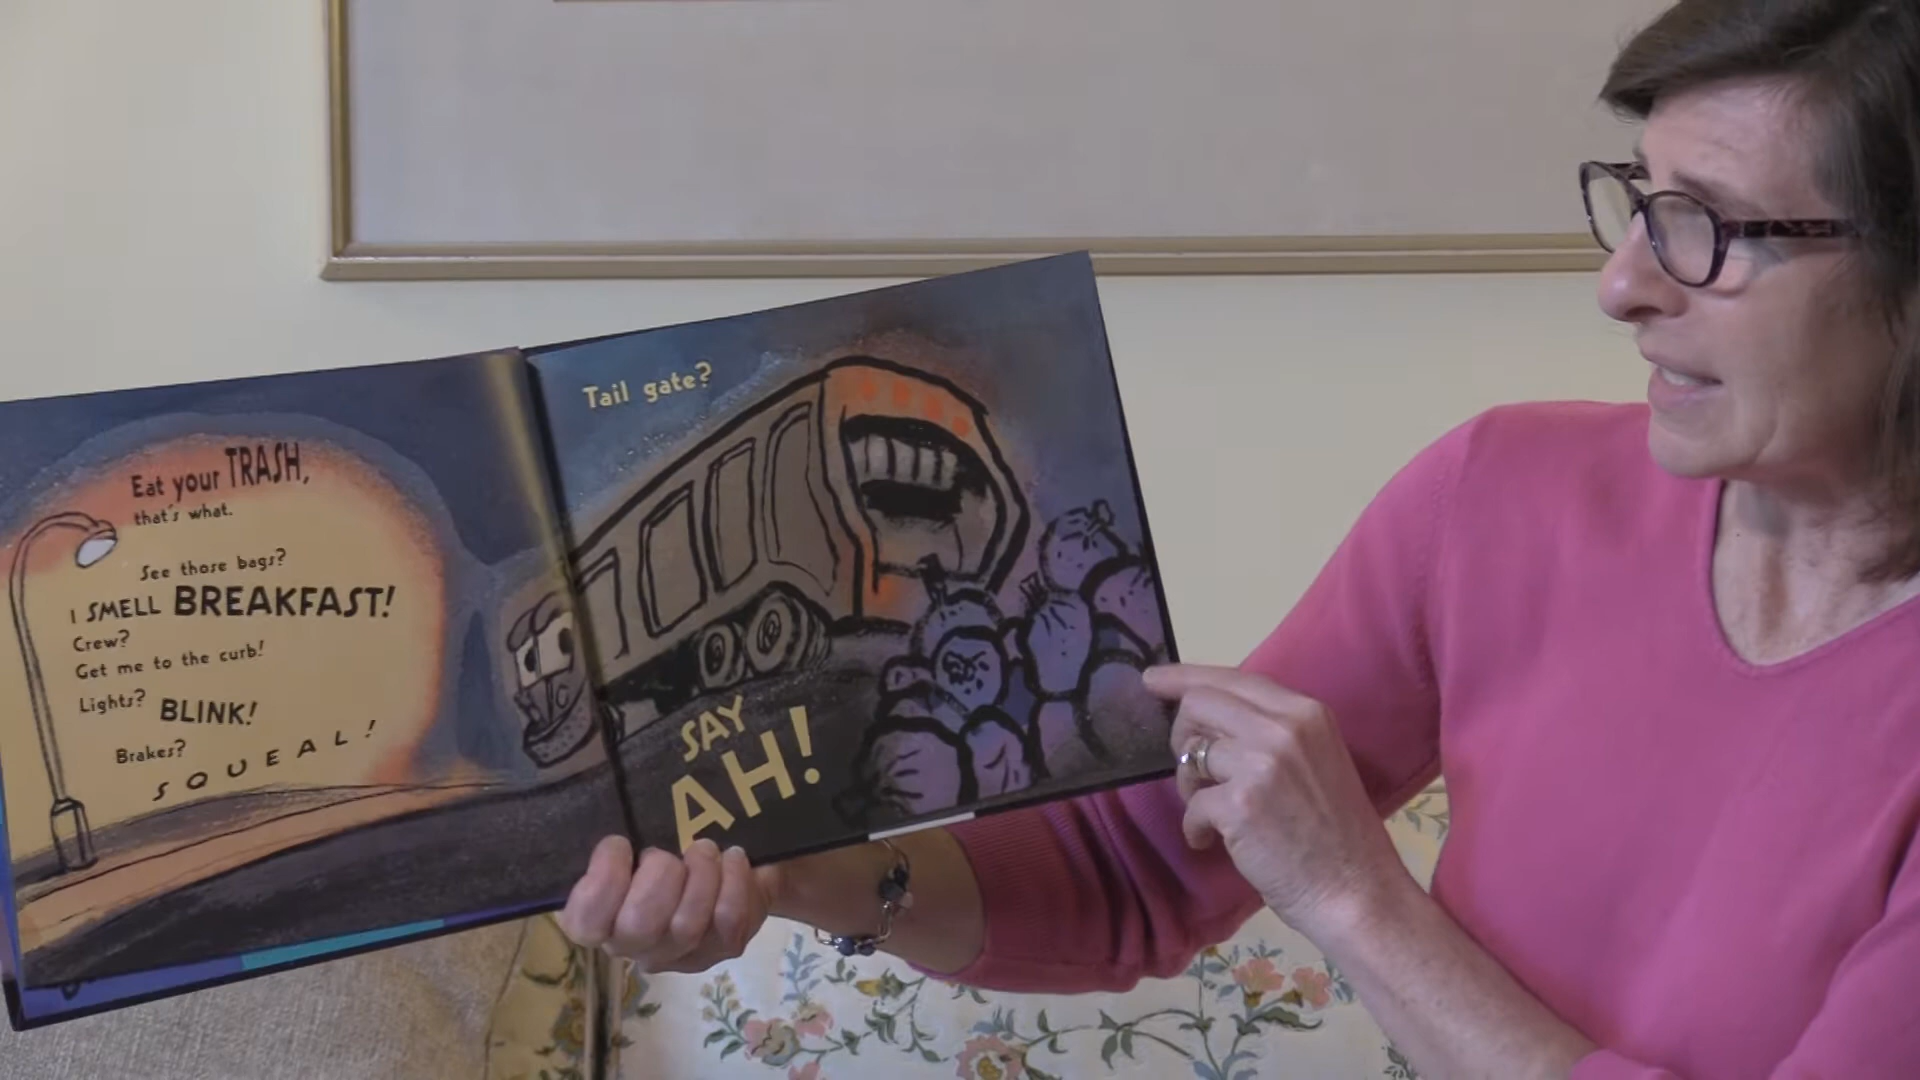 Eat your TRASH,
that's what.
See those bags?
I SMELL BREAKFAST!
Crew?
Get me to the curb!
Lights? BLINK!
Brakes?
SQUEAL!
Tail gate?
SAY
AH!